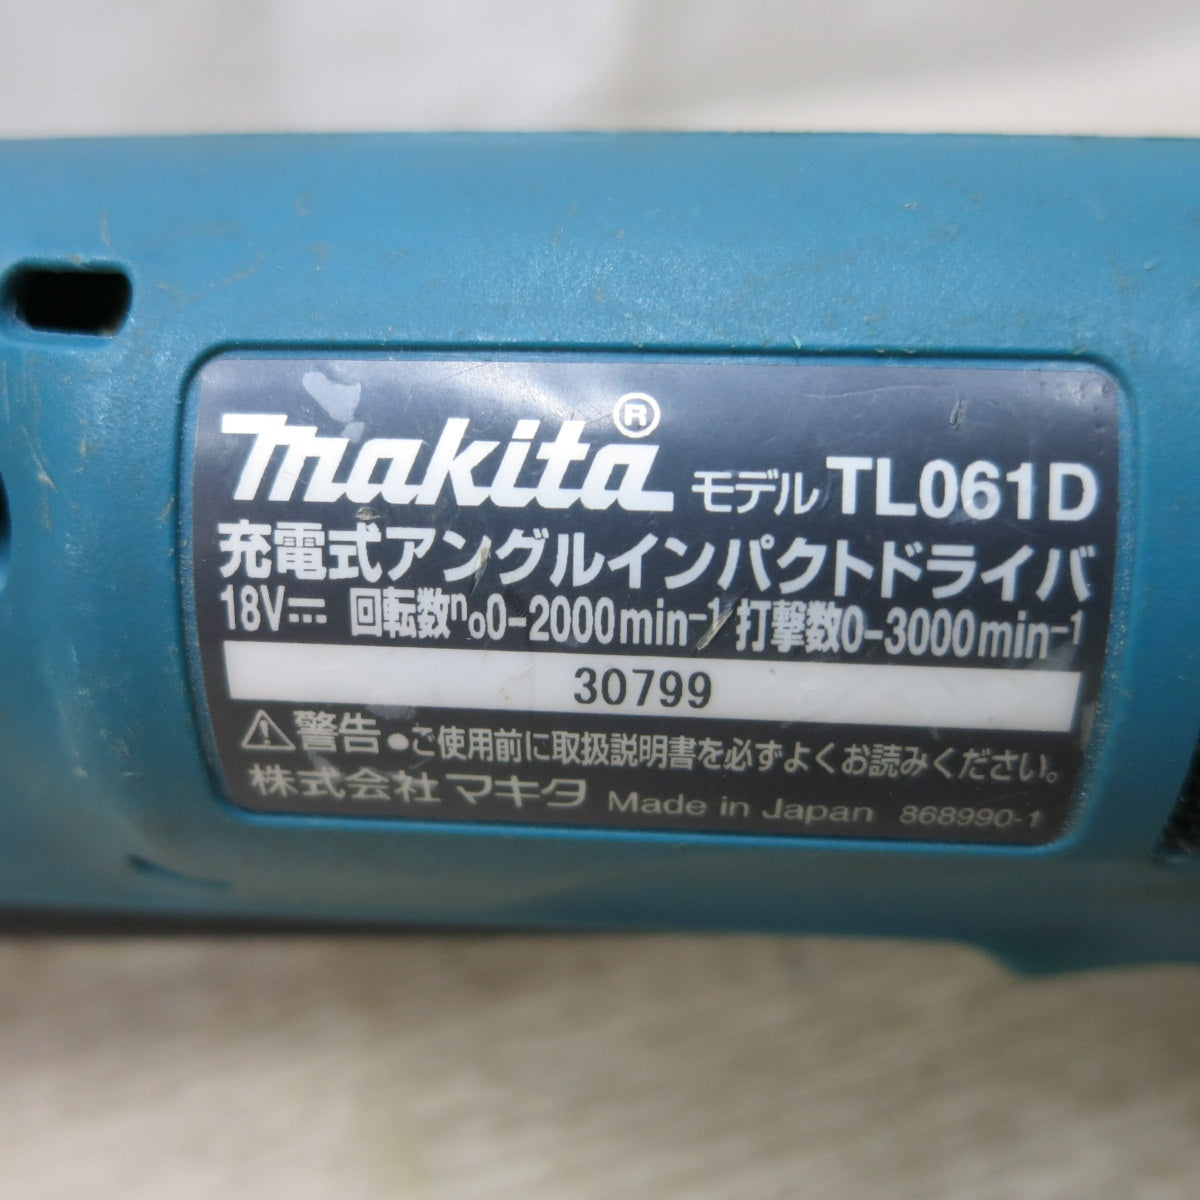 makita® モデル TL061D
充電式アングルインパクトドライバ
18V⎓ 回転数n₀0-2000min⁻¹ 打撃数0-3000min⁻¹
30799
⚠警告 ●ご使用前に取扱説明書を必ずよくお読みください。
株式会社 マキタ Made in Japan 868990-1